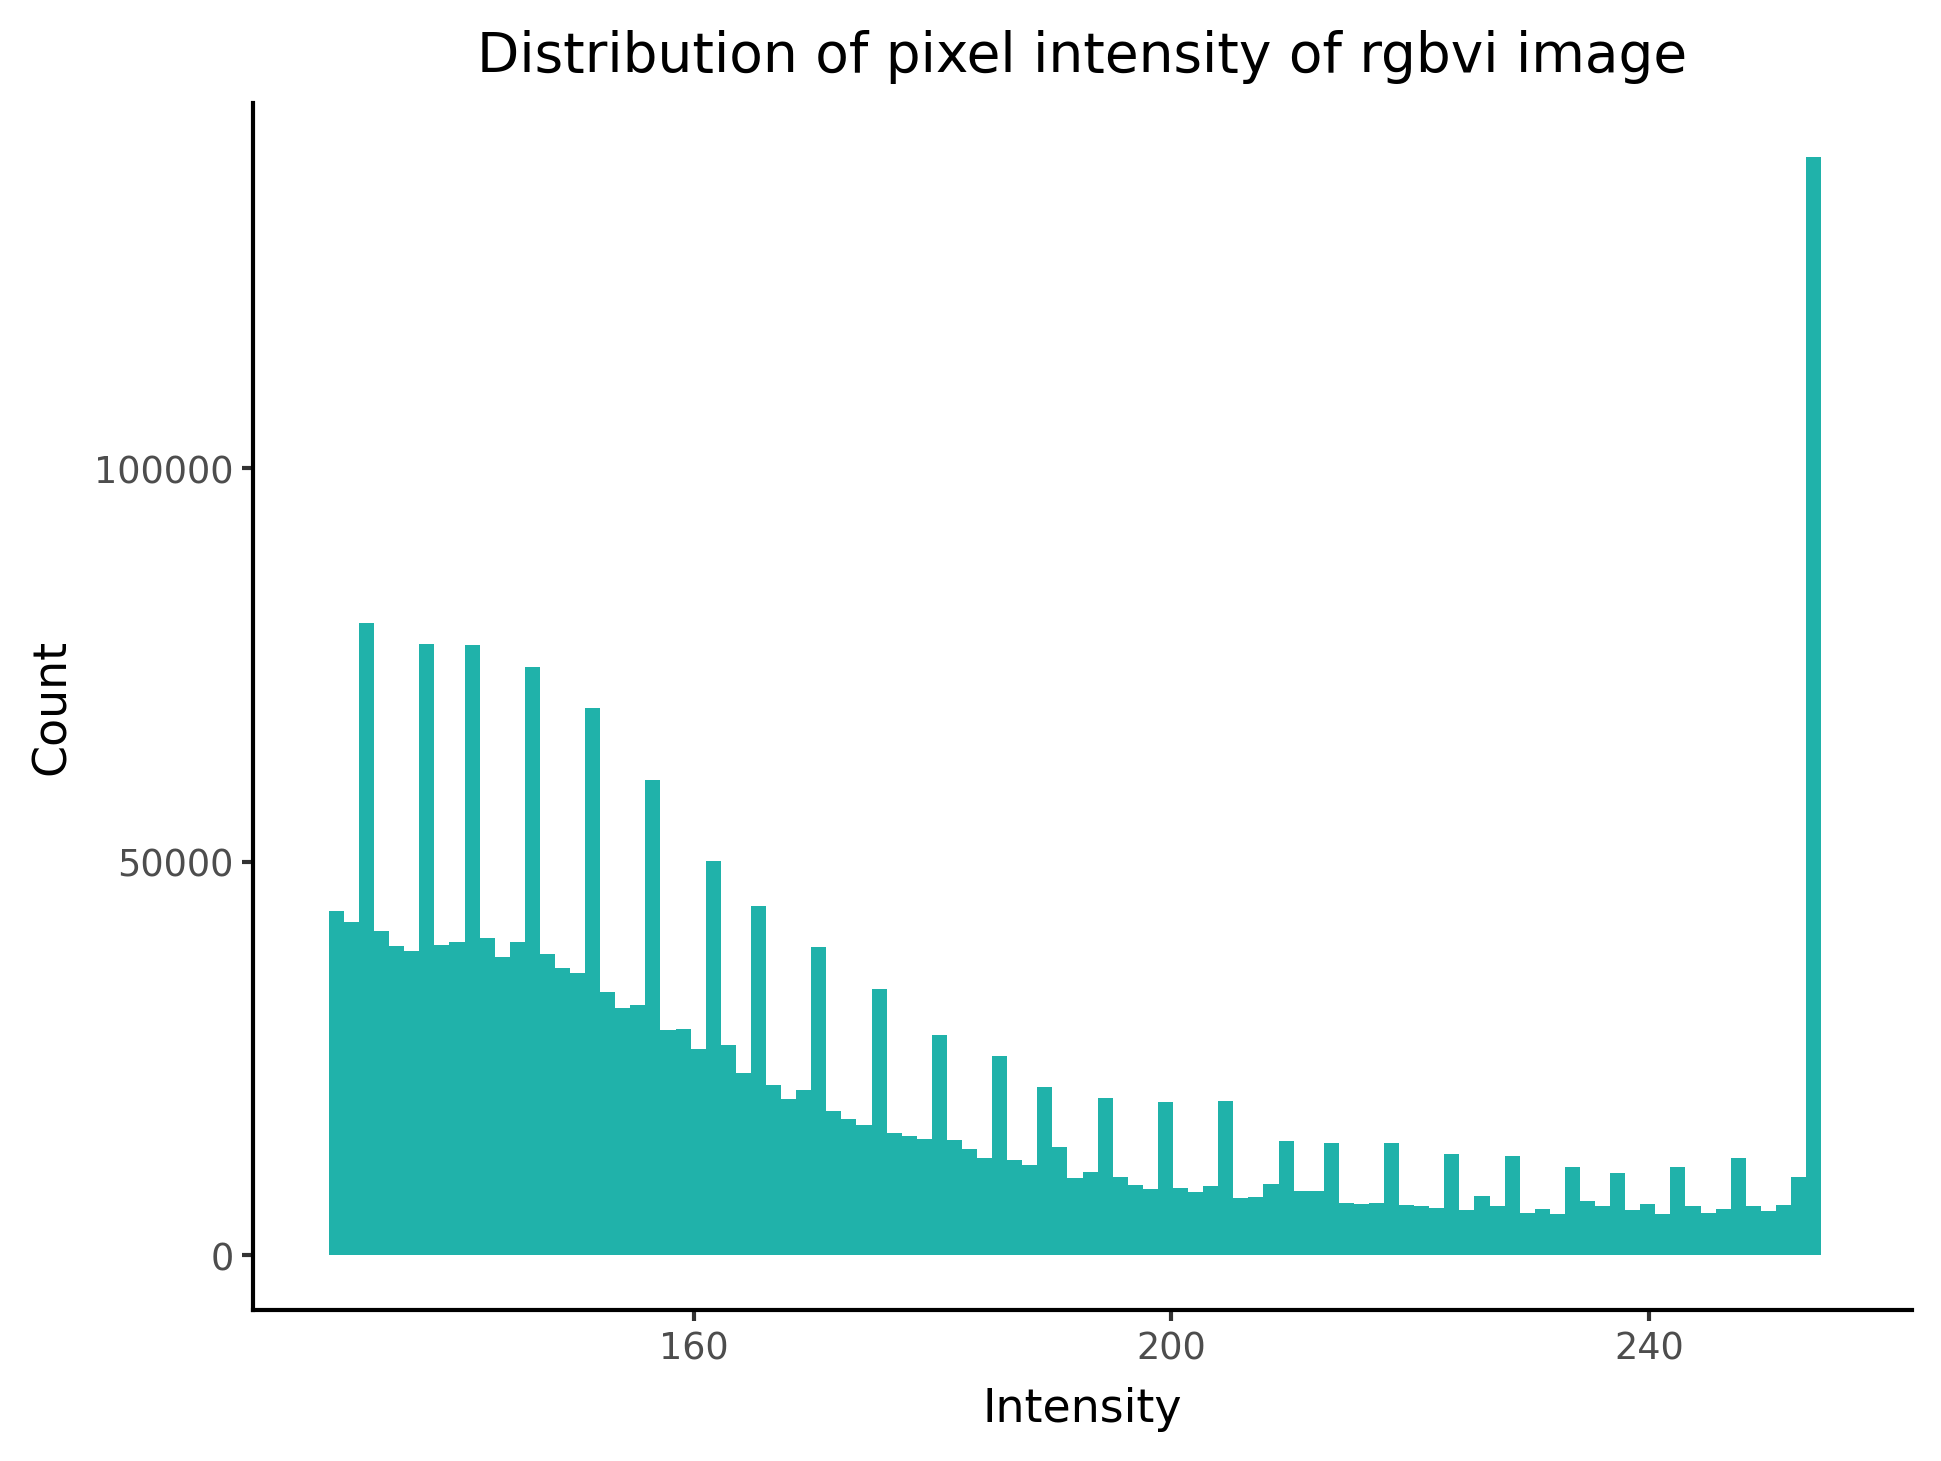 Distribution of pixel intensity of rgbvi image
Count
100000
50000
0
160 200 240
Intensity